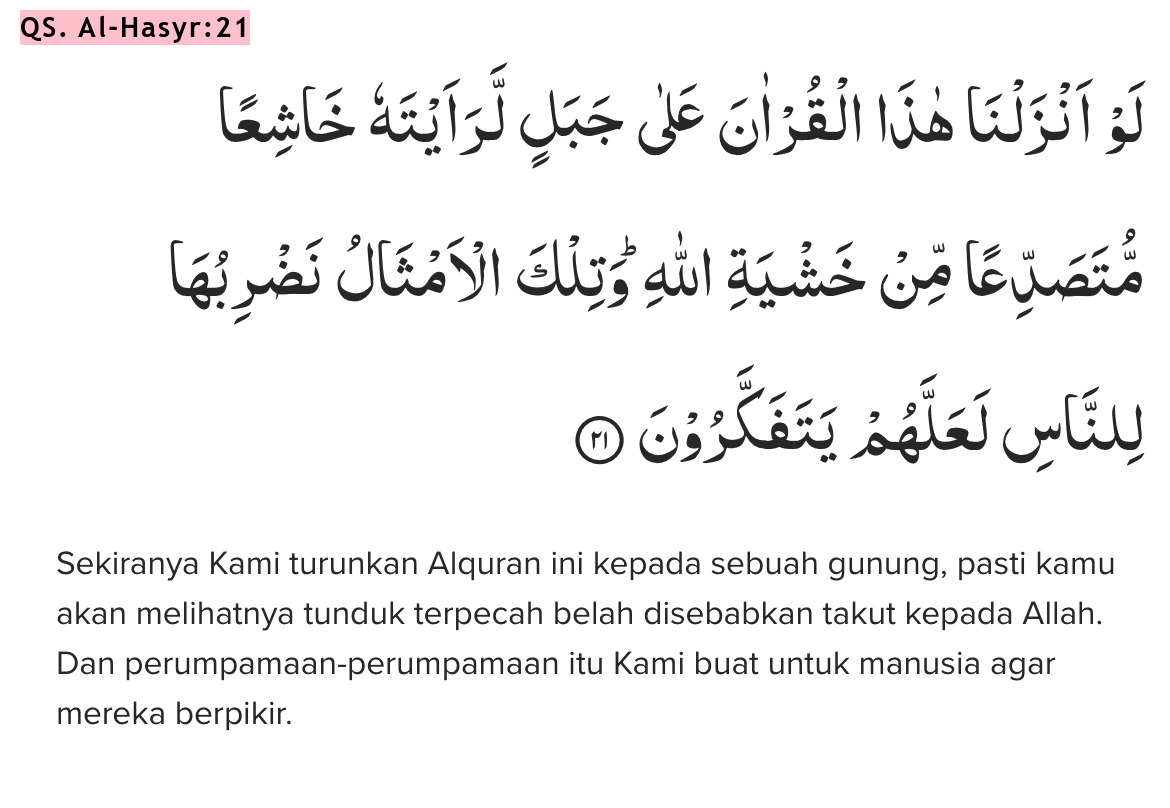 QS. Al-Hasyr:21
لَوْ اَنْزَلْنَا هٰذَا الْقُرْاٰنَ عَلٰى جَبَلٍ لَّرَاَيْتَهٗ خَاشِعًا
مُّتَصَدِّعًا مِّنْ خَشْيَةِ اللّٰهِ ۗوَتِلْكَ الْاَمْثَالُ نَضْرِبُهَا
لِلنَّاسِ لَعَلَّهُمْ يَتَفَكَّرُوْنَ ٢١
Sekiranya Kami turunkan Alquran ini kepada sebuah gunung, pasti kamu
akan melihatnya tunduk terpecah belah disebabkan takut kepada Allah.
Dan perumpamaan-perumpamaan itu Kami buat untuk manusia agar
mereka berpikir.